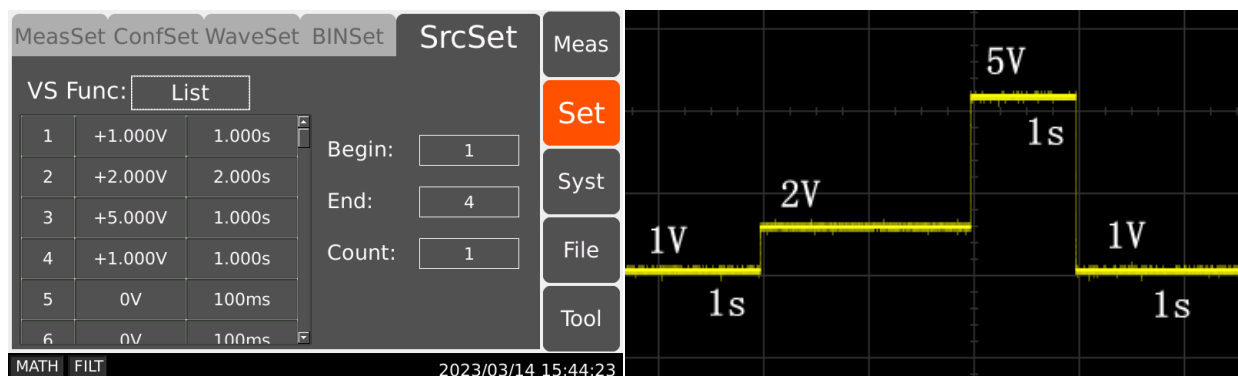 MeasSet ConfSet WaveSet BINSet SrcSet
VS Func: List
1 +1.000V 1.000s
2 +2.000V 2.000s
3 +5.000V 1.000s
4 +1.000V 1.000s
5 0V 100ms
6 0V 100ms
Begin: 1
End: 4
Count: 1
Meas
Set
Syst
File
Tool
MATH FILT 2023/03/14 15:44:23
5V
1s
2V
1V
1V
1s
1s